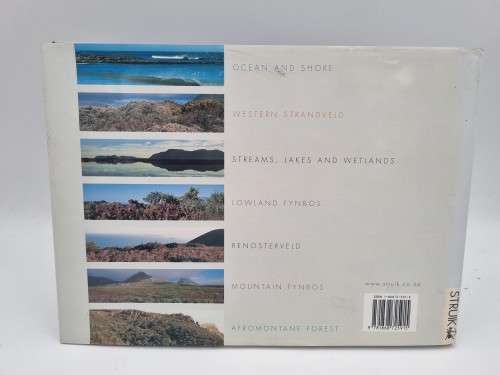 OCEAN AND SHORE
WESTERN STRANDVELD
STREAMS, LAKES AND WETLANDS
LOWLAND FYNBOS
RENOSTERVELD
MOUNTAIN FYNBOS
AFROMONTANE FOREST
www.struik.co.za
STRUIK